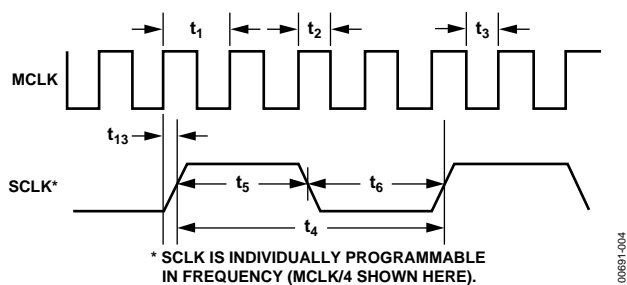 t1
t2
t3
MCLK
t13
SCLK*
t5
t6
t4
* SCLK IS INDIVIDUALLY PROGRAMMABLE
IN FREQUENCY (MCLK/4 SHOWN HERE).
00691-004